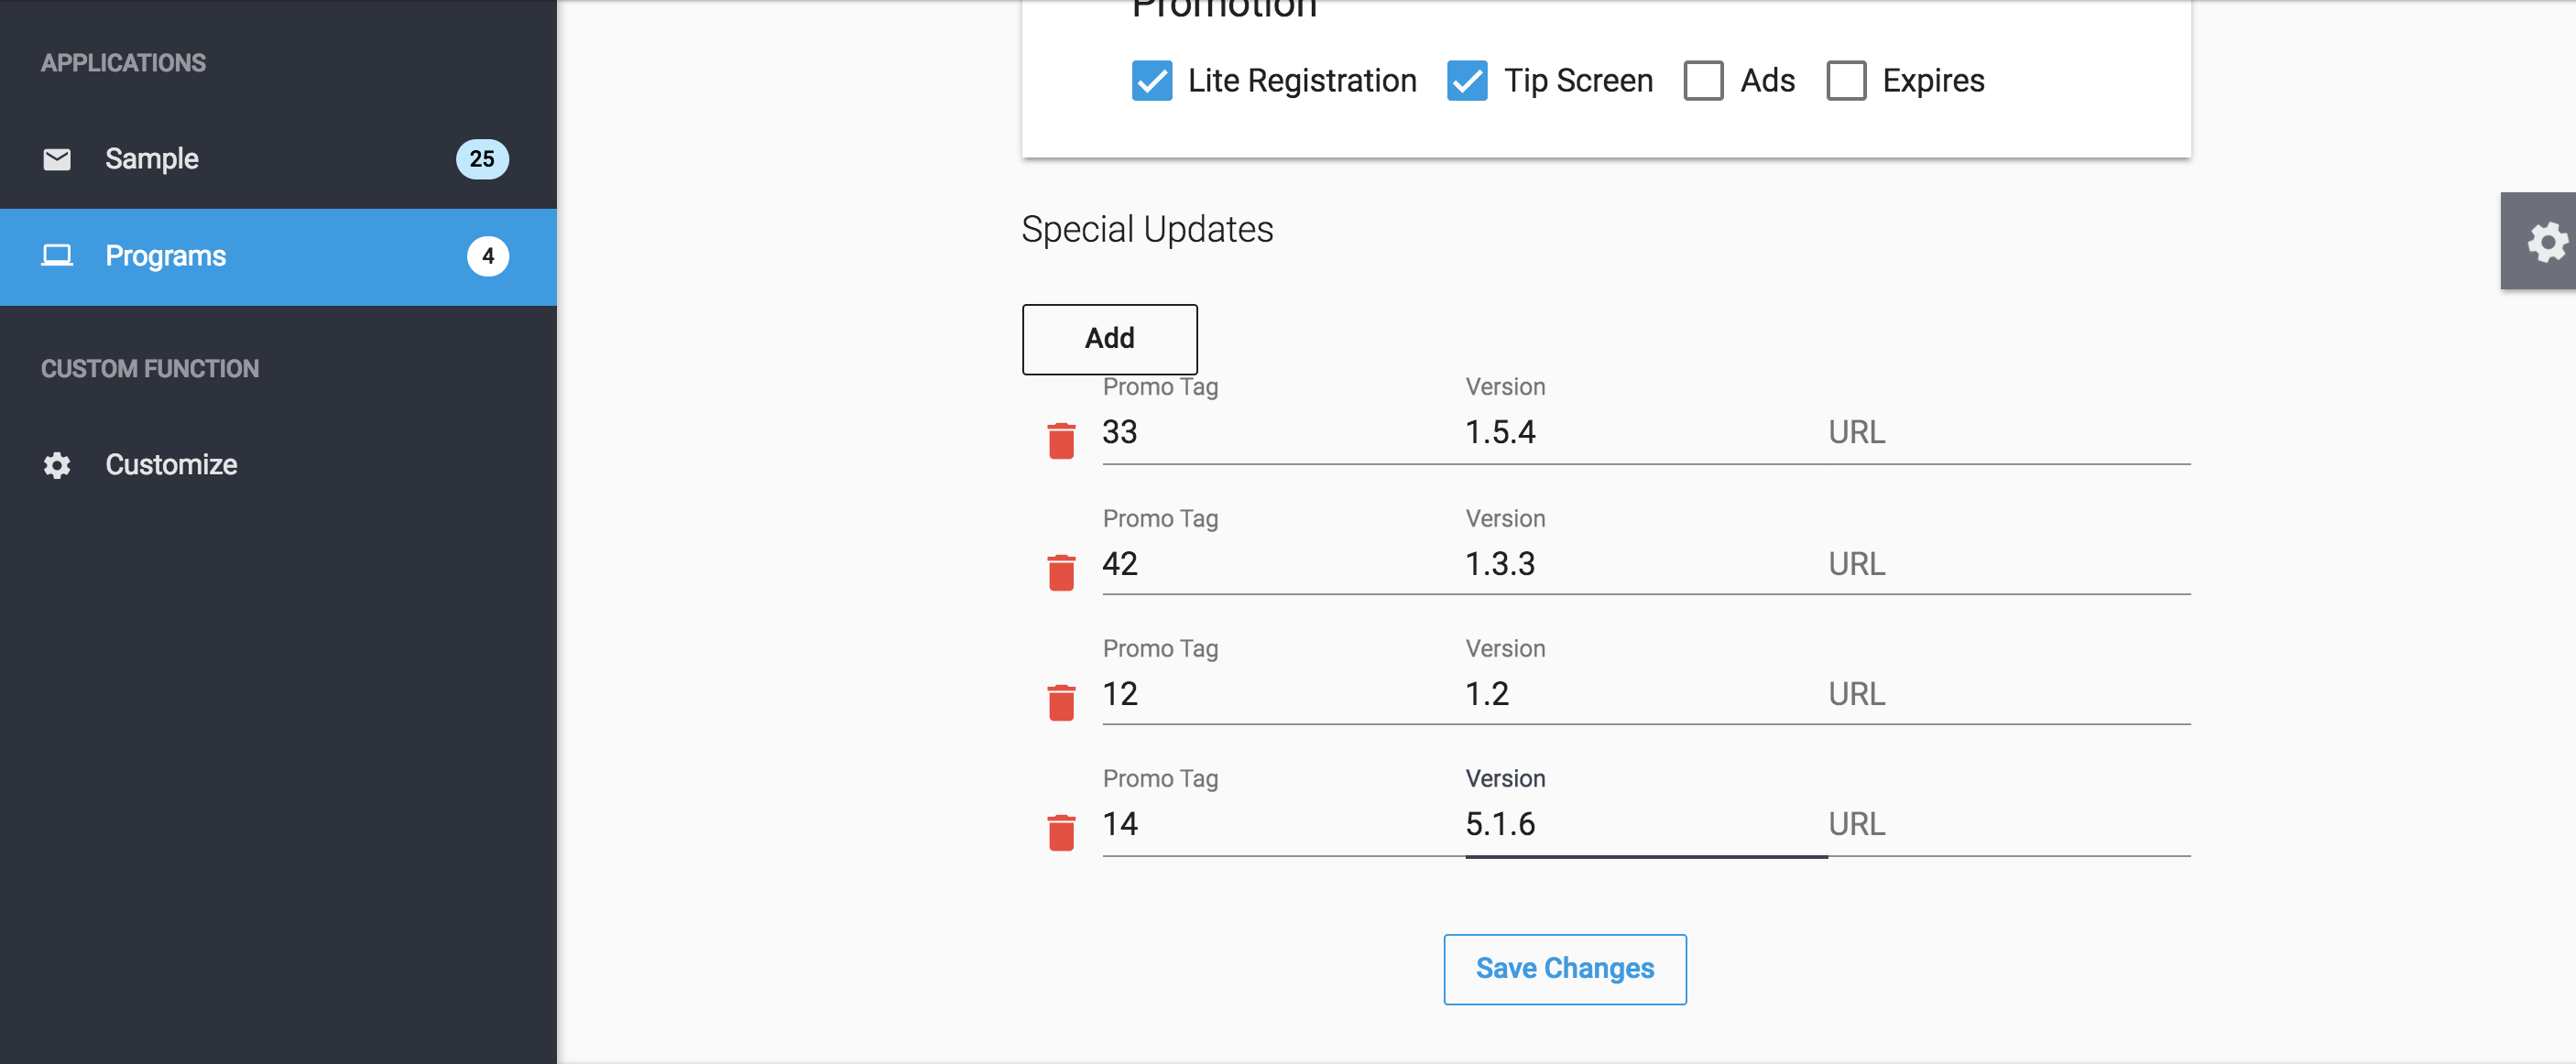 APPLICATIONS
Sample 25
Programs 4
CUSTOM FUNCTION
Customize
Promotion
Lite Registration Tip Screen Ads Expires
Special Updates
Add
Promo Tag Version
33 1.5.4 URL
Promo Tag Version
42 1.3.3 URL
Promo Tag Version
12 1.2 URL
Promo Tag Version
14 5.1.6 URL
Save Changes